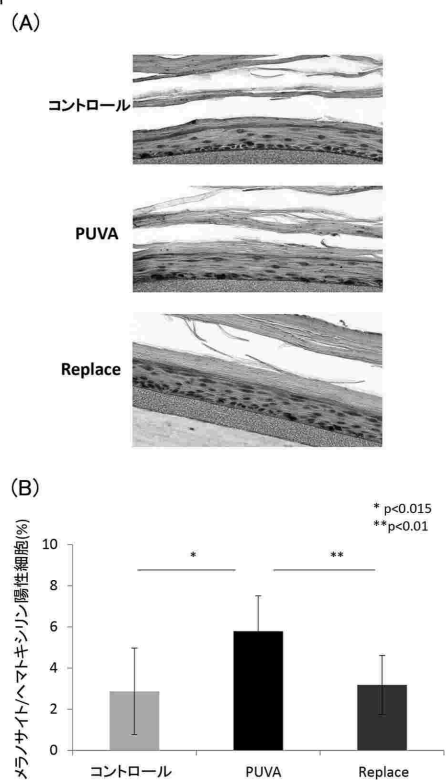 (A)
コントロール
PUVA
Replace
(B)
* p<0.015
**p<0.01
メラノサイト/ヘマトキシリン陽性細胞(%)
10
8
6
4
2
0
*
**
コントロール
PUVA
Replace